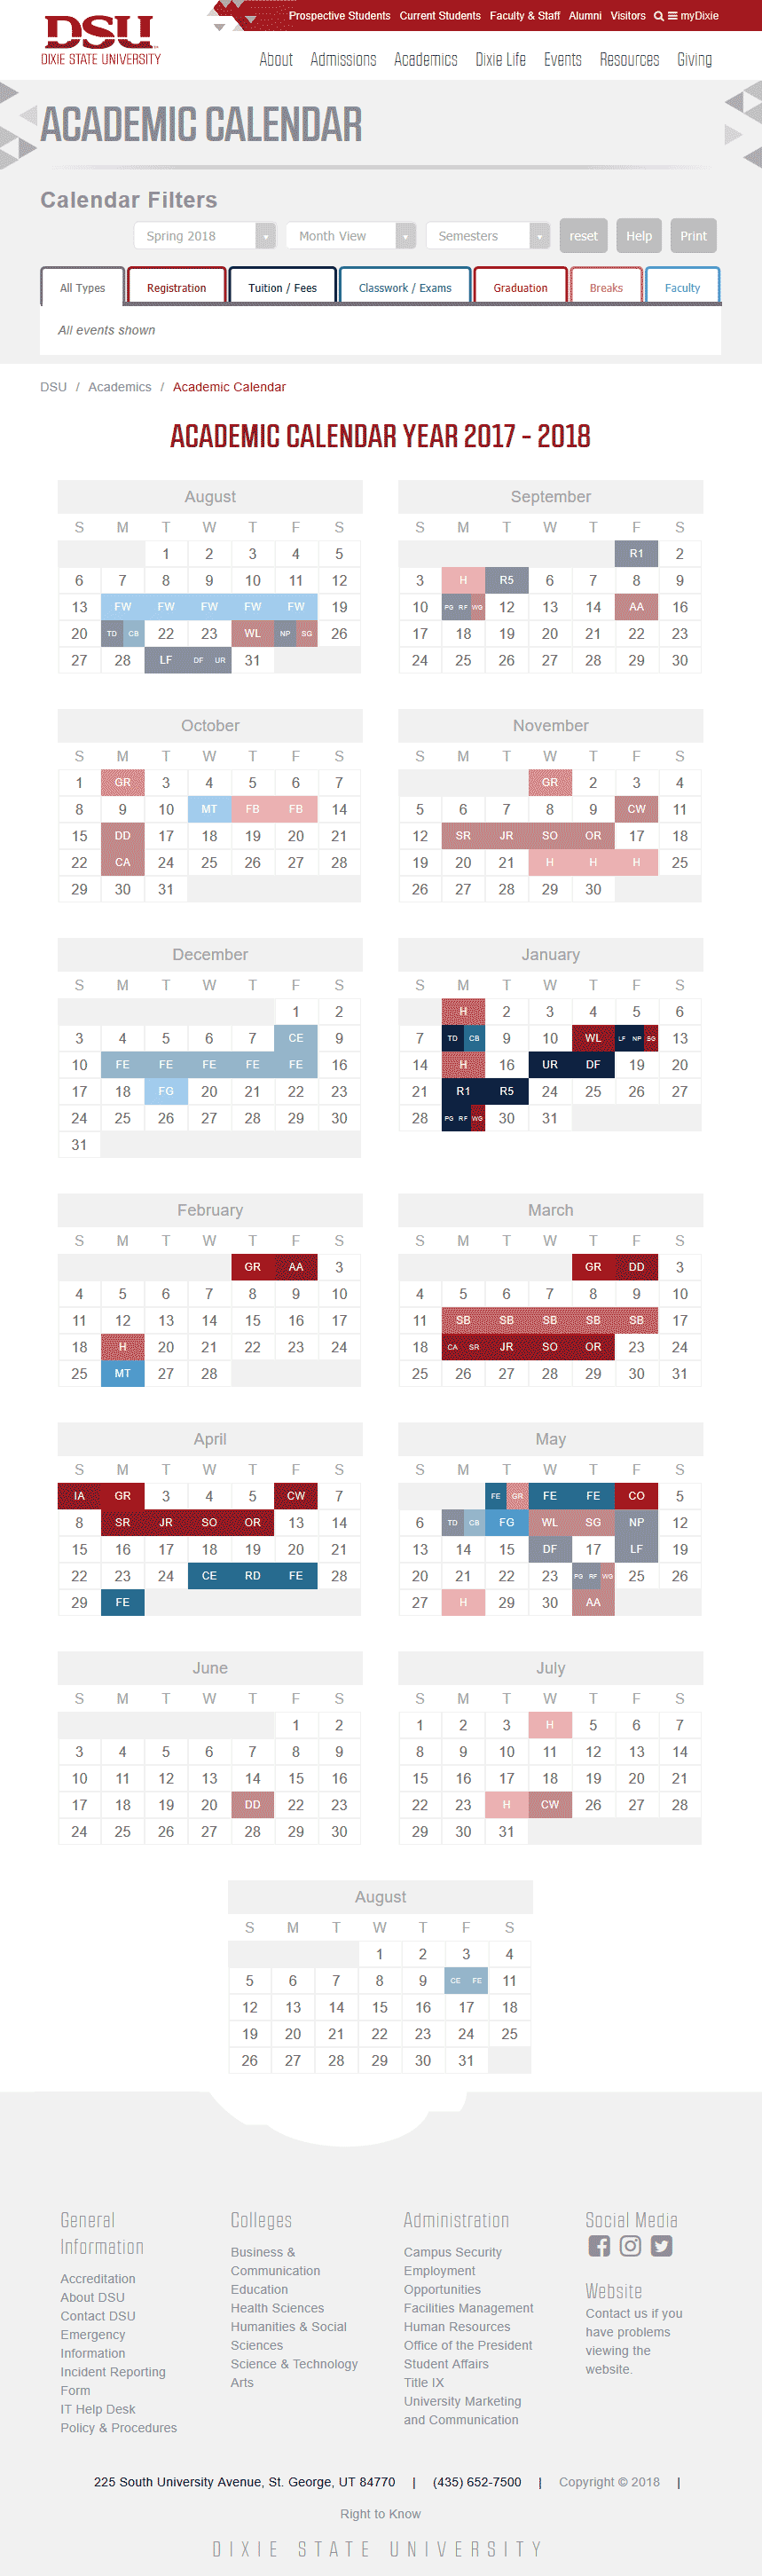 Prospective Students Current Students Faculty & Staff Alumni Visitors myDixie
DSU
DIXIE STATE UNIVERSITY
About Admissions Academics Dixie Life Events Resources Giving
ACADEMIC CALENDAR
Calendar Filters
Spring 2018 Month View Semesters reset Help Print
All Types Registration Tuition / Fees Classwork / Exams Graduation Breaks Faculty
All events shown
DSU / Academics / Academic Calendar
ACADEMIC CALENDAR YEAR 2017 - 2018
August
S M T W T F S
1 2 3 4 5
6 7 8 9 10 11 12
13 FW FW FW FW FW 19
20 TD CB 22 23 WL NP SG 26
27 28 LF DF UR 31
September
S M T W T F S
R1 2
3 H R5 6 7 8 9
10 PG RF WG 12 13 14 AA 16
17 18 19 20 21 22 23
24 25 26 27 28 29 30
October
S M T W T F S
1 GR 3 4 5 6 7
8 9 10 MT FB FB 14
15 DD 17 18 19 20 21
22 CA 24 25 26 27 28
29 30 31
November
S M T W T F S
GR 2 3 4
5 6 7 8 9 CW 11
12 SR JR SO OR 17 18
19 20 21 H H H 25
26 27 28 29 30
December
S M T W T F S
1 2
3 4 5 6 7 CE 9
10 FE FE FE FE FE 16
17 18 FG 20 21 22 23
24 25 26 27 28 29 30
31
January
S M T W T F S
H 2 3 4 5 6
7 TD CB 9 10 WL LF NP SG 13
14 H 16 UR DF 19 20
21 R1 R5 24 25 26 27
28 PG RF WG 30 31
February
S M T W T F S
GR AA 3
4 5 6 7 8 9 10
11 12 13 14 15 16 17
18 H 20 21 22 23 24
25 MT 27 28
March
S M T W T F S
GR DD 3
4 5 6 7 8 9 10
11 SB SB SB SB SB 17
18 CA SR JR SO OR 23 24
25 26 27 28 29 30 31
April
S M T W T F S
IA GR 3 4 5 CW 7
8 SR JR SO OR 13 14
15 16 17 18 19 20 21
22 23 24 CE RD FE 28
29 FE
May
S M T W T F S
FE GR FE FE CO 5
6 TD CB FG WL SG NP 12
13 14 15 DF 17 LF 19
20 21 22 23 PG RF WG 25 26
27 H 29 30 AA
June
S M T W T F S
1 2
3 4 5 6 7 8 9
10 11 12 13 14 15 16
17 18 19 20 DD 22 23
24 25 26 27 28 29 30
July
S M T W T F S
1 2 3 H 5 6 7
8 9 10 11 12 13 14
15 16 17 18 19 20 21
22 23 H CW 26 27 28
29 30 31
August
S M T W T F S
1 2 3 4
5 6 7 8 9 CE FE 11
12 13 14 15 16 17 18
19 20 21 22 23 24 25
26 27 28 29 30 31
General
Information
Accreditation
About DSU
Contact DSU
Emergency
Information
Incident Reporting
Form
IT Help Desk
Policy & Procedures
Colleges
Business &
Communication
Education
Health Sciences
Humanities & Social
Sciences
Science & Technology
Arts
Administration
Campus Security
Employment
Opportunities
Facilities Management
Human Resources
Office of the President
Student Affairs
Title IX
University Marketing
and Communication
Social Media
Website
Contact us if you
have problems
viewing the
website.
225 South University Avenue, St. George, UT 84770 | (435) 652-7500 | Copyright © 2018 |
Right to Know
DIXIE STATE UNIVERSITY